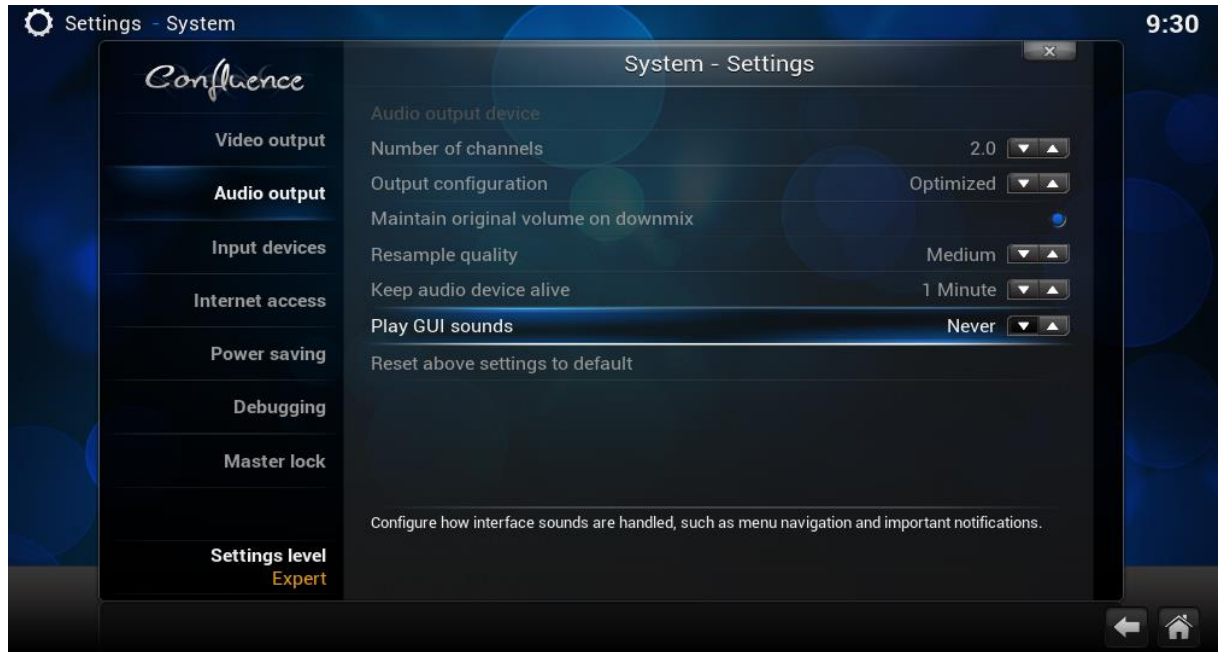 Settings - System
9:30
Confluence
System - Settings
Video output
Audio output
Input devices
Internet access
Power saving
Debugging
Master lock
Settings level
Expert
Audio output device
Number of channels 2.0
Output configuration Optimized
Maintain original volume on downmix
Resample quality Medium
Keep audio device alive 1 Minute
Play GUI sounds Never
Reset above settings to default
Configure how interface sounds are handled, such as menu navigation and important notifications.